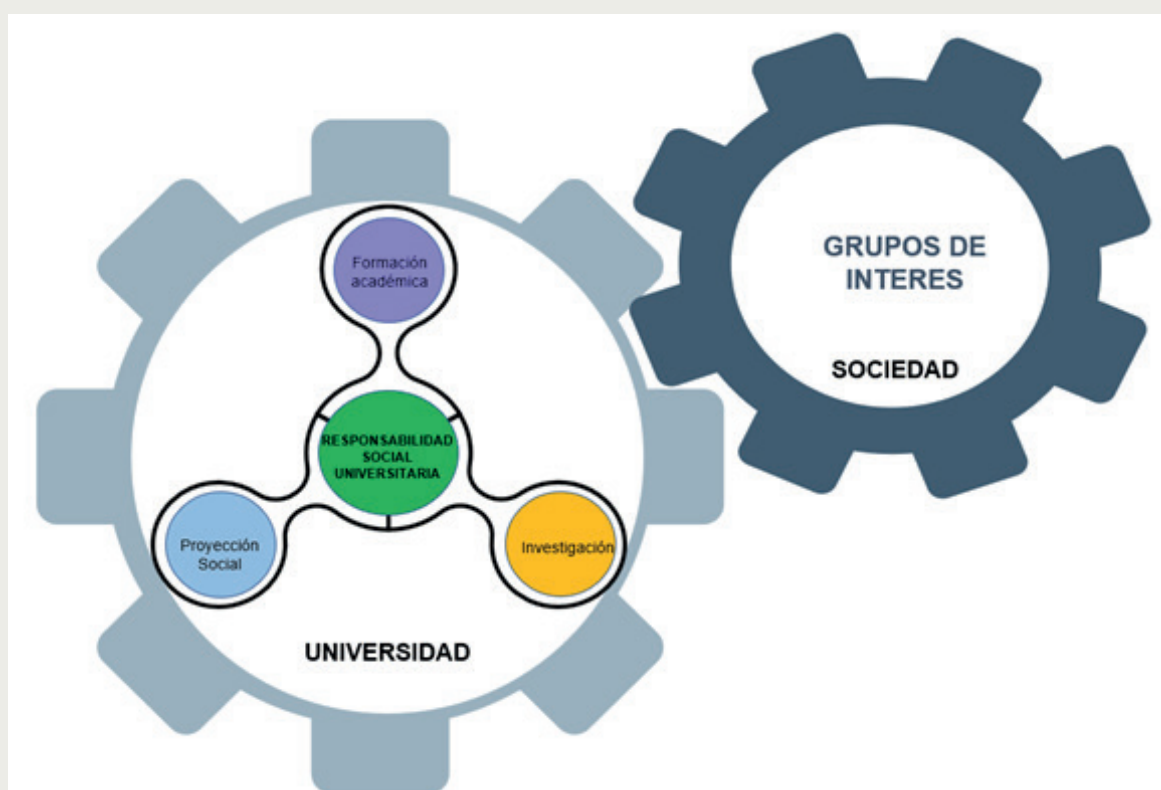 Formación
académica
RESPONSABILIDAD
SOCIAL
UNIVERSITARIA
Proyección
Social
Investigación
UNIVERSIDAD
GRUPOS DE
INTERES
SOCIEDAD